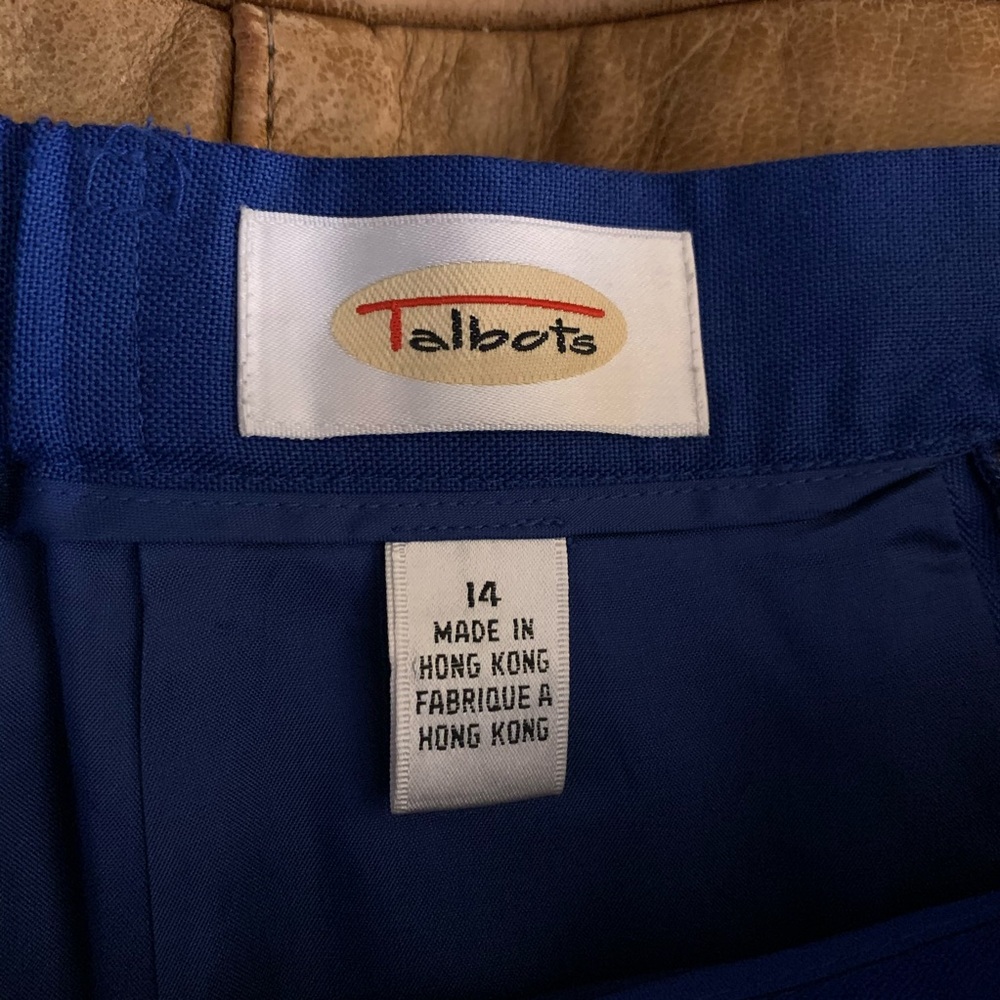 Talbots
14
MADE IN
HONG KONG
FABRIQUE A
HONG KONG